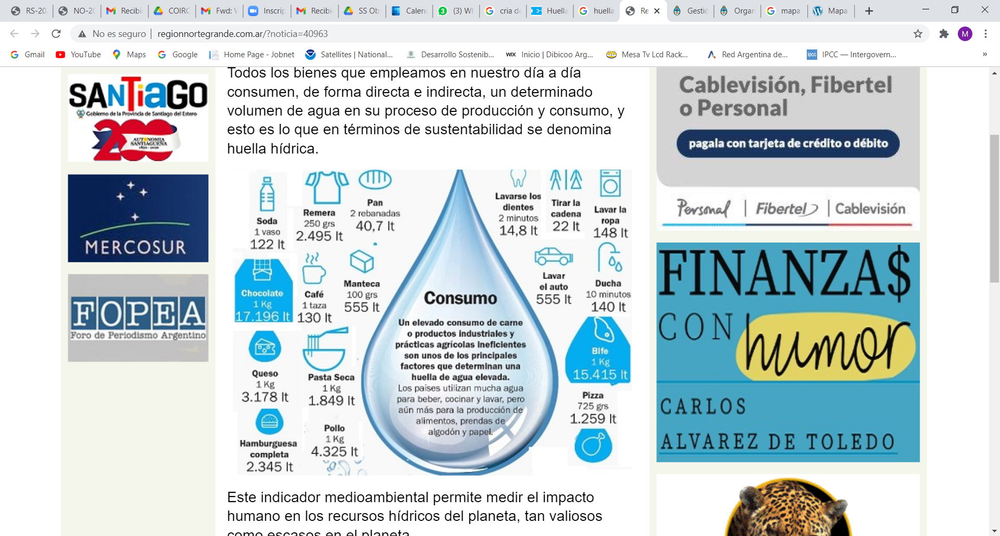 RS-20
NO-20
Recibi
COIRC
Fwd: V
Inscrip
Recibi
SS Ob
Calen
(3) Wh
cria de
Huella
huella
Re
Gestió
Organ
mapa
Mapa
No es seguro
regionnortegrande.com.ar/?noticia=40963
M
Gmail
YouTube
Maps
Google
Home Page - Jobnet
Satellites | National...
Desarrollo Sostenib...
WIX Inicio | Dibicoo Arg...
Mesa Tv Lcd Rack...
Red Argentina de...
ipcc IPCC — Intergovern...
»
SANTiaGO
Gobierno de la Provincia de Santiago del Estero
200
AUTONOMIA
SANTIAGUEÑA
1820 - 2020
MERCOSUR
FOPEA
Foro de Periodismo Argentino
Todos los bienes que empleamos en nuestro día a día
consumen, de forma directa e indirecta, un determinado
volumen de agua en su proceso de producción y consumo, y
esto es lo que en términos de sustentabilidad se denomina
huella hídrica.
Soda
1 vaso
122 lt
Remera
250 grs
2.495 lt
Pan
2 rebanadas
40,7 lt
Lavarse los
dientes
2 minutos
14,8 lt
Tirar la
cadena
22 lt
Lavar la
ropa
148 lt
Chocolate
1 Kg
17.196 lt
Café
1 taza
130 lt
Manteca
100 grs
555 lt
Lavar
el auto
555 lt
Ducha
10 minutos
140 lt
Consumo
Un elevado consumo de carne
o productos industriales y
prácticas agrícolas ineficientes
son unos de los principales
factores que determinan una
huella de agua elevada.
Los países utilizan mucha agua
para beber, cocinar y lavar, pero
aún más para la producción de
alimentos, prendas de
algodón y papel.
Queso
1 Kg
3.178 lt
Pasta Seca
1 Kg
1.849 lt
Bife
1 Kg
15.415 lt
Pizza
725 grs
1.259 lt
Hamburguesa
completa
2.345 lt
Pollo
1 Kg
4.325 lt
Este indicador medioambiental permite medir el impacto
humano en los recursos hídricos del planeta, tan valiosos
como escasos en el planeta.
Cablevisión, Fibertel
o Personal
pagala con tarjeta de crédito o débito
Personal | Fibertel | Cablevisión
FINANZA$
CON humor
CARLOS
ALVAREZ DE TOLEDO